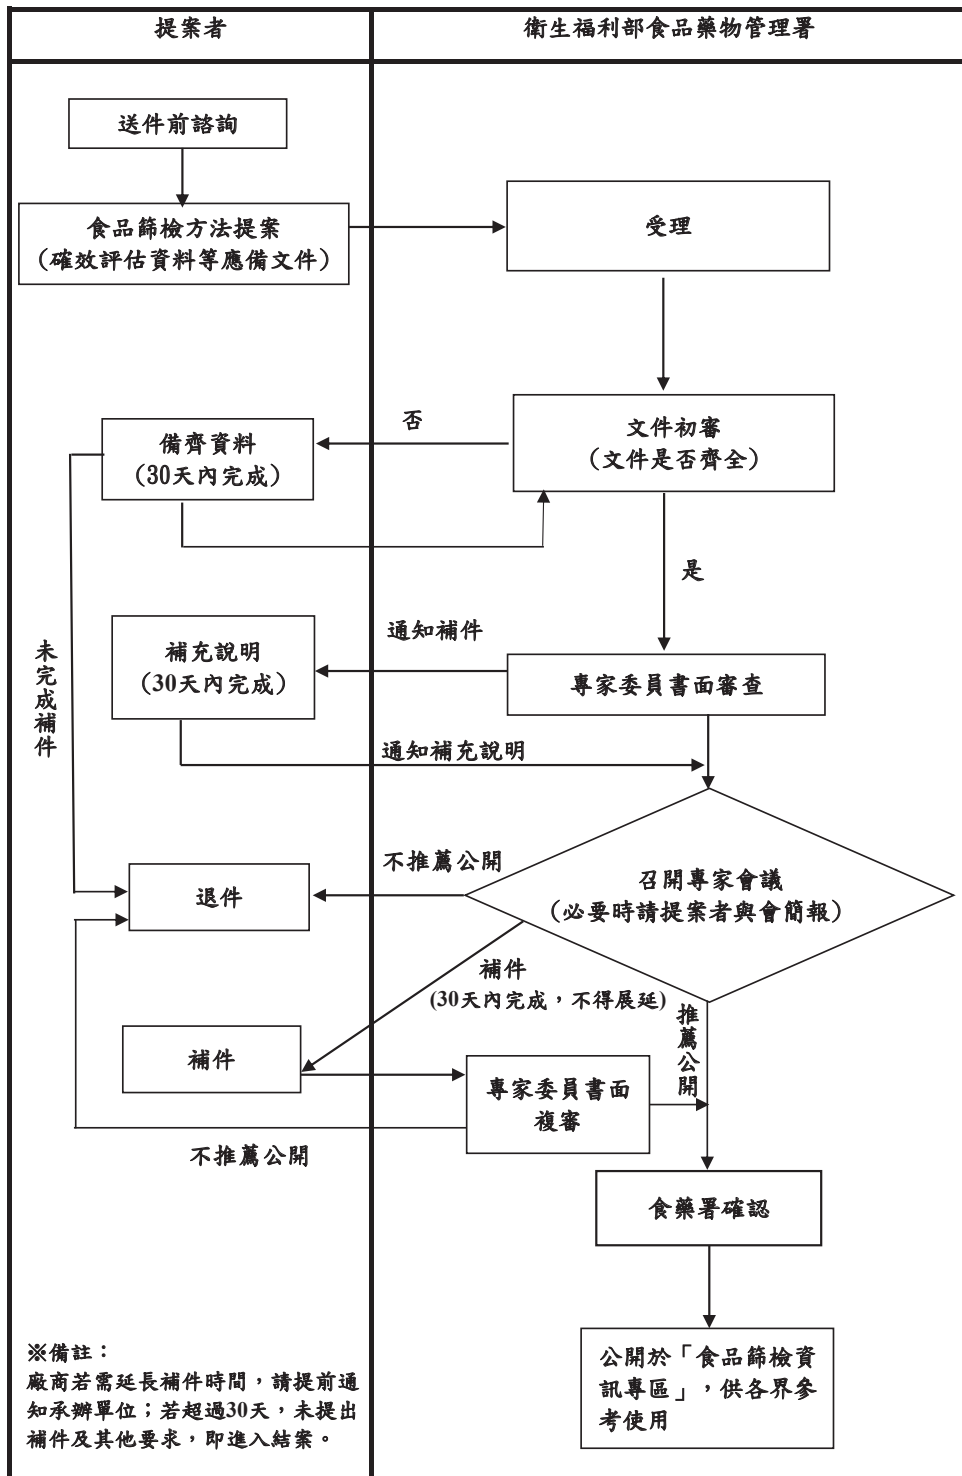 提案者
衛生福利部食品藥物管理署
送件前諮詢
食品篩檢方法提案
（確效評估資料等應備文件）
受理
否
文件初審
（文件是否齊全）
備齊資料
（30天內完成）
是
通知補件
補充說明
（30天內完成）
專家委員書面審查
未完成補件
通知補充說明
不推薦公開
召開專家會議
（必要時請提案者與會簡報）
退件
補件
(30天內完成，不得展延)
推薦公開
補件
專家委員書面
複審
不推薦公開
食藥署確認
公開於「食品篩檢資
訊專區」，供各界參
考使用
※備註：
廠商若需延長補件時間，請提前通
知承辦單位；若超過30天，未提出
補件及其他要求，即進入結案。